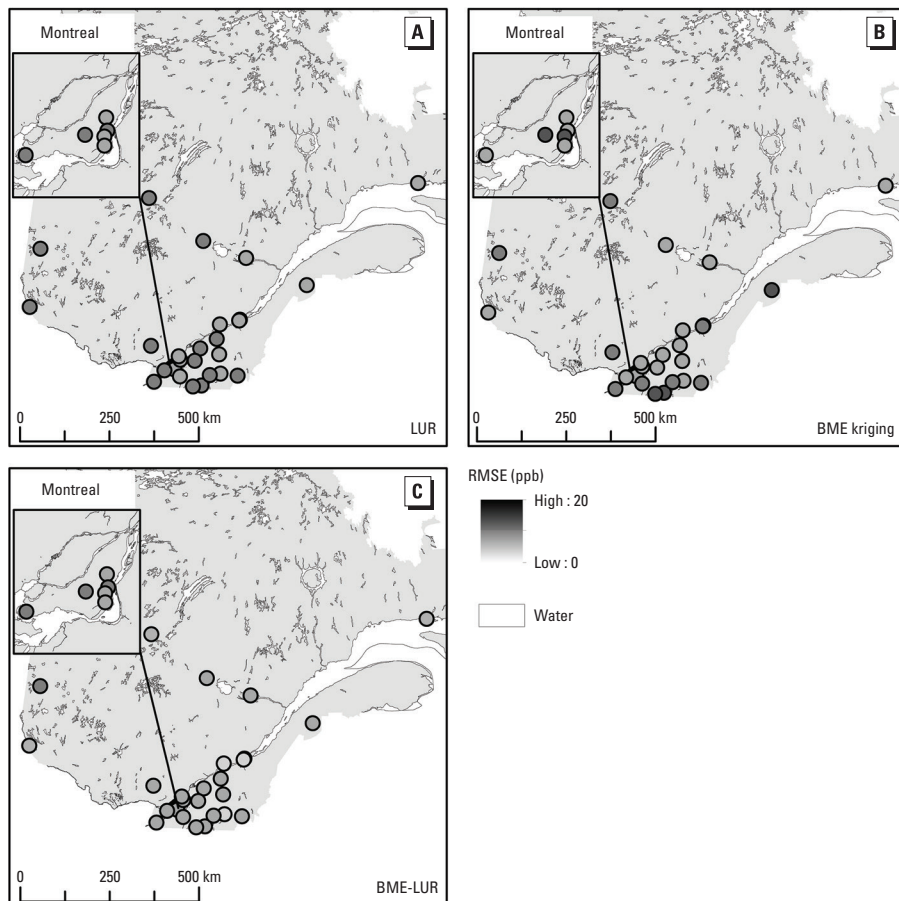 Montreal
A
0 250 500 km
LUR
Montreal
B
0 250 500 km
BME kriging
Montreal
C
0 250 500 km
BME-LUR
RMSE (ppb)
High : 20
Low : 0
Water